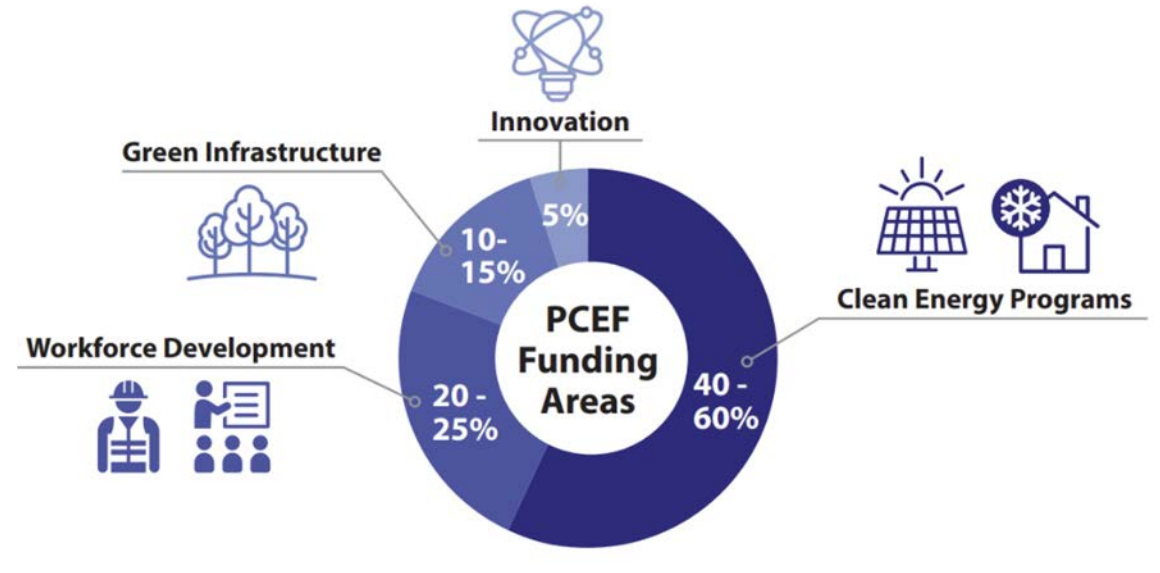 Innovation
5%
Green Infrastructure
10-
15%
Clean Energy Programs
40 -
60%
Workforce Development
20 -
25%
PCEF
Funding
Areas